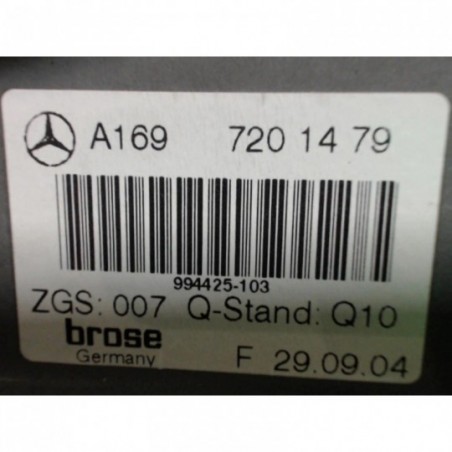 A169 720 14 79
994425-103
ZGS: 007 Q-Stand: Q10
brose
Germany F 29.09.04